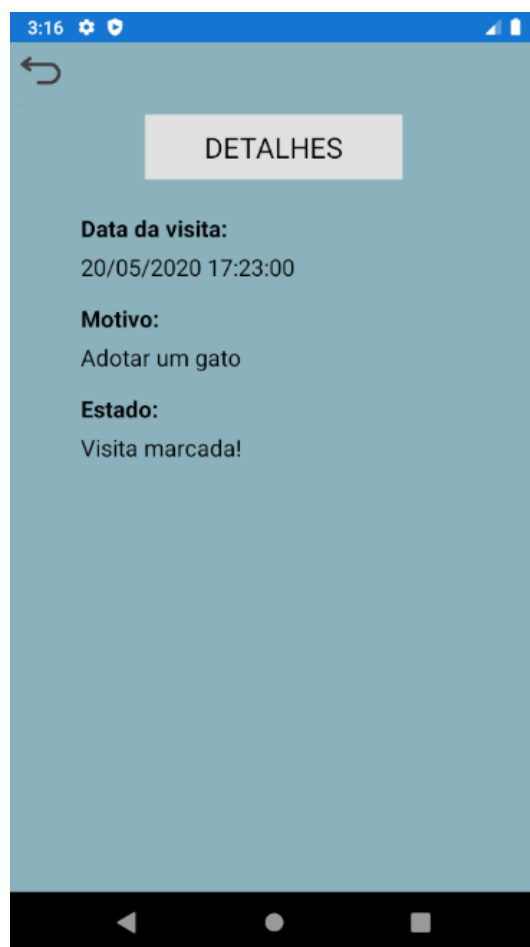 3:16
DETALHES
Data da visita:
20/05/2020 17:23:00
Motivo:
Adotar um gato
Estado:
Visita marcada!